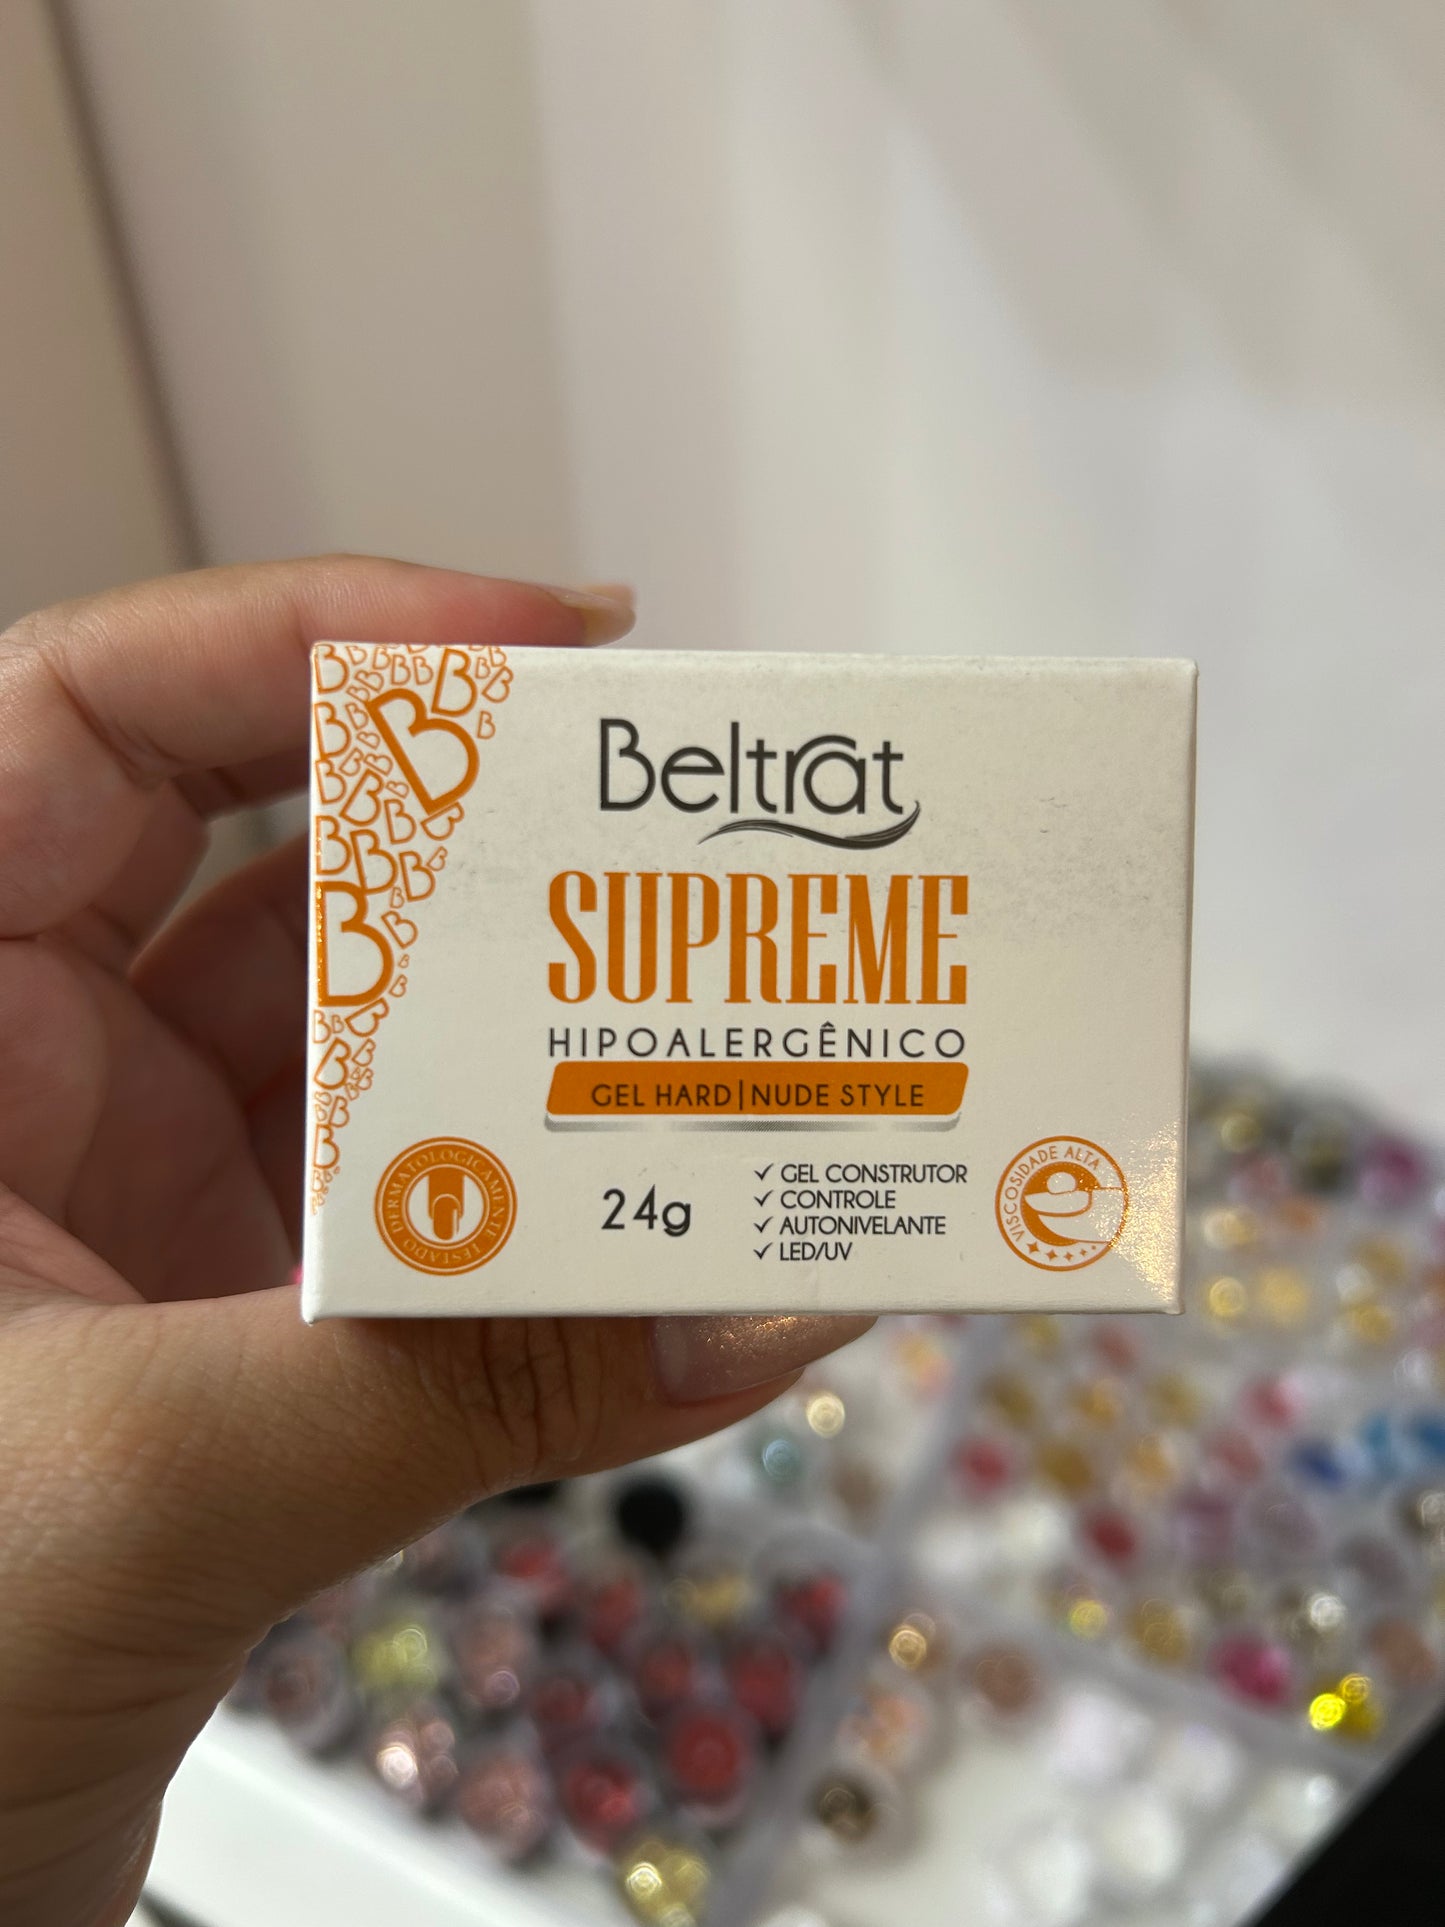 Beltrat
SUPREME
HIPOALERGÊNICO
GEL HARD|NUDE STYLE
DERMATOLOGICAMENTE TESTADO
24g
✓ GEL CONSTRUTOR
✓ CONTROLE
✓ AUTONIVELANTE
✓ LED/UV
VISCOSIDADE ALTA